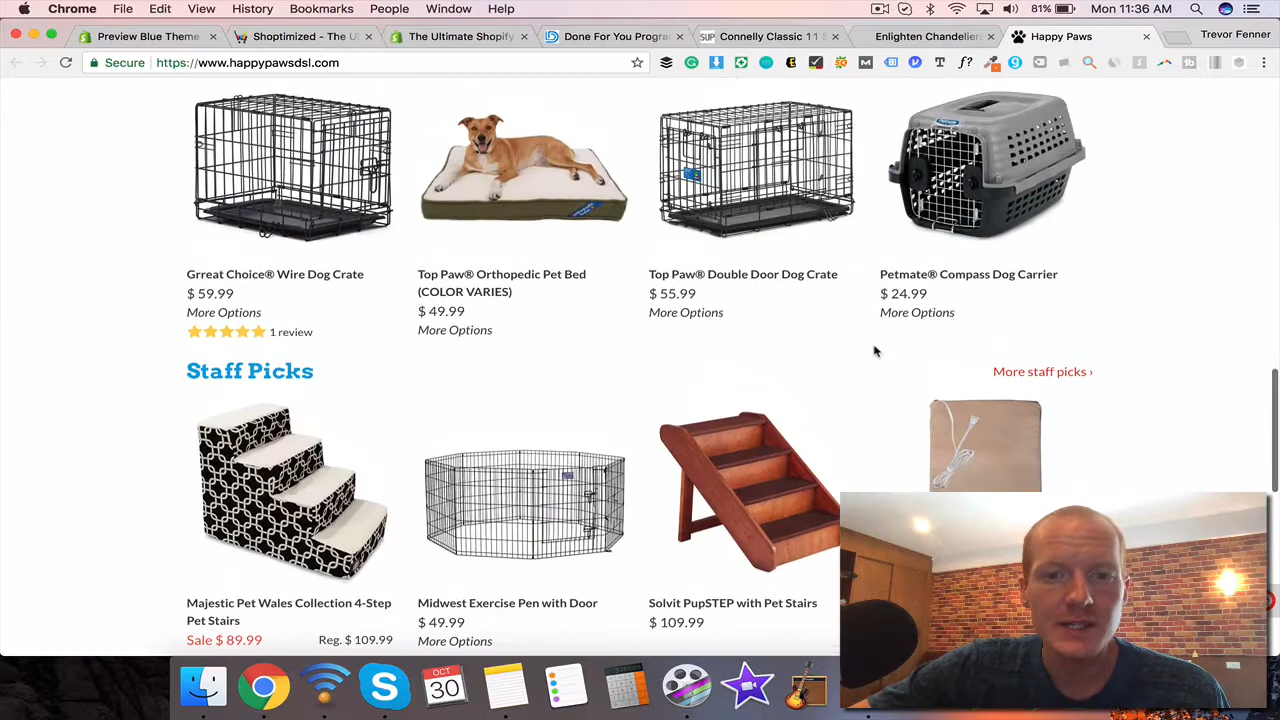 Chrome File Edit View History Bookmarks People Window Help 81% Mon 11:36 AM
Preview Blue Theme Shoptimized - The U The Ultimate Shopify Done For You Progra Connelly Classic 11 S Enlighten Chandelier Happy Paws Trevor Fenner
Secure https://www.happypawsdsl.com
Grreat Choice® Wire Dog Crate
$ 59.99
More Options
1 review
Top Paw® Orthopedic Pet Bed
(COLOR VARIES)
$ 49.99
More Options
Top Paw® Double Door Dog Crate
$ 55.99
More Options
Petmate® Compass Dog Carrier
$ 24.99
More Options
Staff Picks
More staff picks ›
Majestic Pet Wales Collection 4-Step
Pet Stairs
Sale $ 89.99 Reg. $ 109.99
Midwest Exercise Pen with Door
$ 49.99
More Options
Solvit PupSTEP with Pet Stairs
$ 109.99
OCT
30